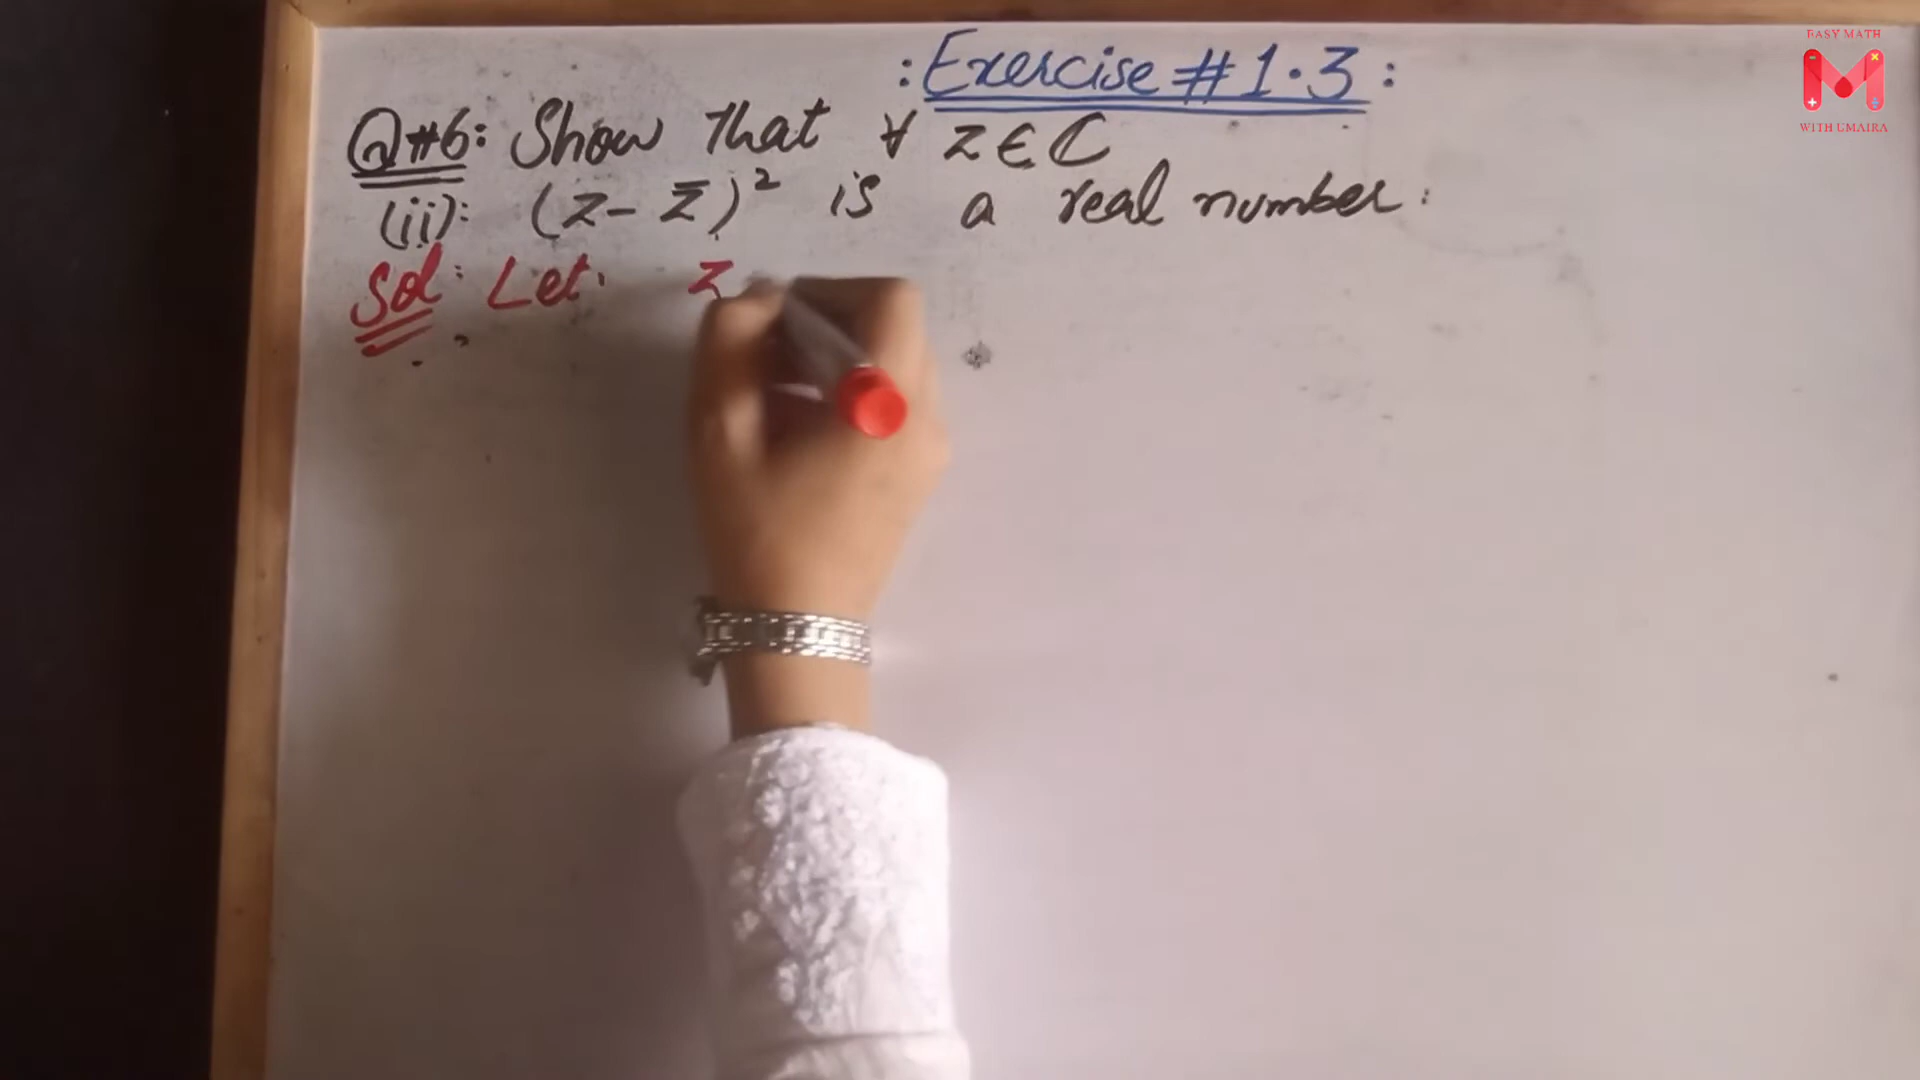 : Exercise # 1.3 :
Q#6: Show that ∀ z ∈ ℂ
(ii): (z - z̄)² is a real number.
Sol: Let. z
EASY MATH
WITH UMAIRA